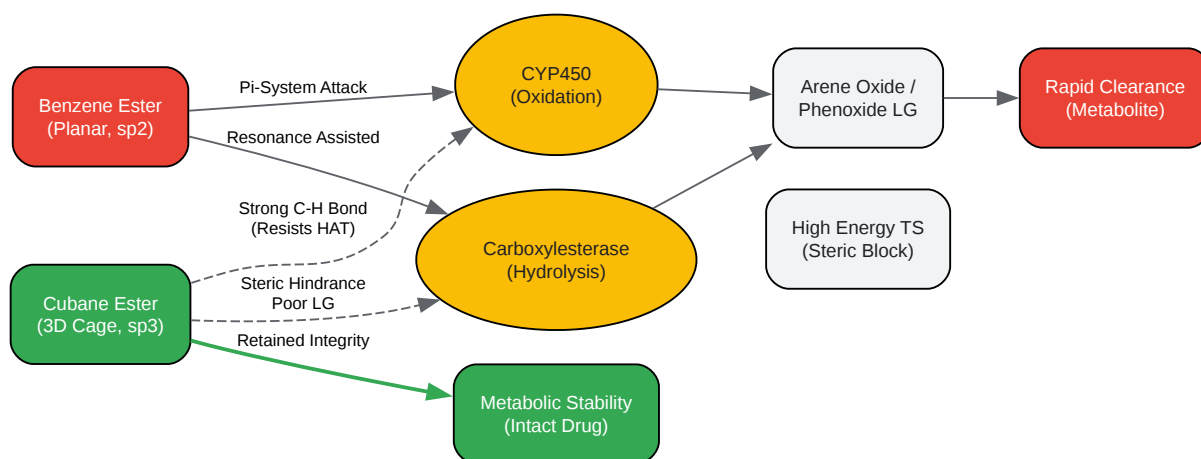 Benzene Ester
(Planar, sp2)
Pi-System Attack
Resonance Assisted
CYP450
(Oxidation)
Arene Oxide /
Phenoxide LG
Rapid Clearance
(Metabolite)
Strong C-H Bond
(Resists HAT)
Carboxylesterase
(Hydrolysis)
High Energy TS
(Steric Block)
Cubane Ester
(3D Cage, sp3)
Steric Hindrance
Poor LG
Retained Integrity
Metabolic Stability
(Intact Drug)